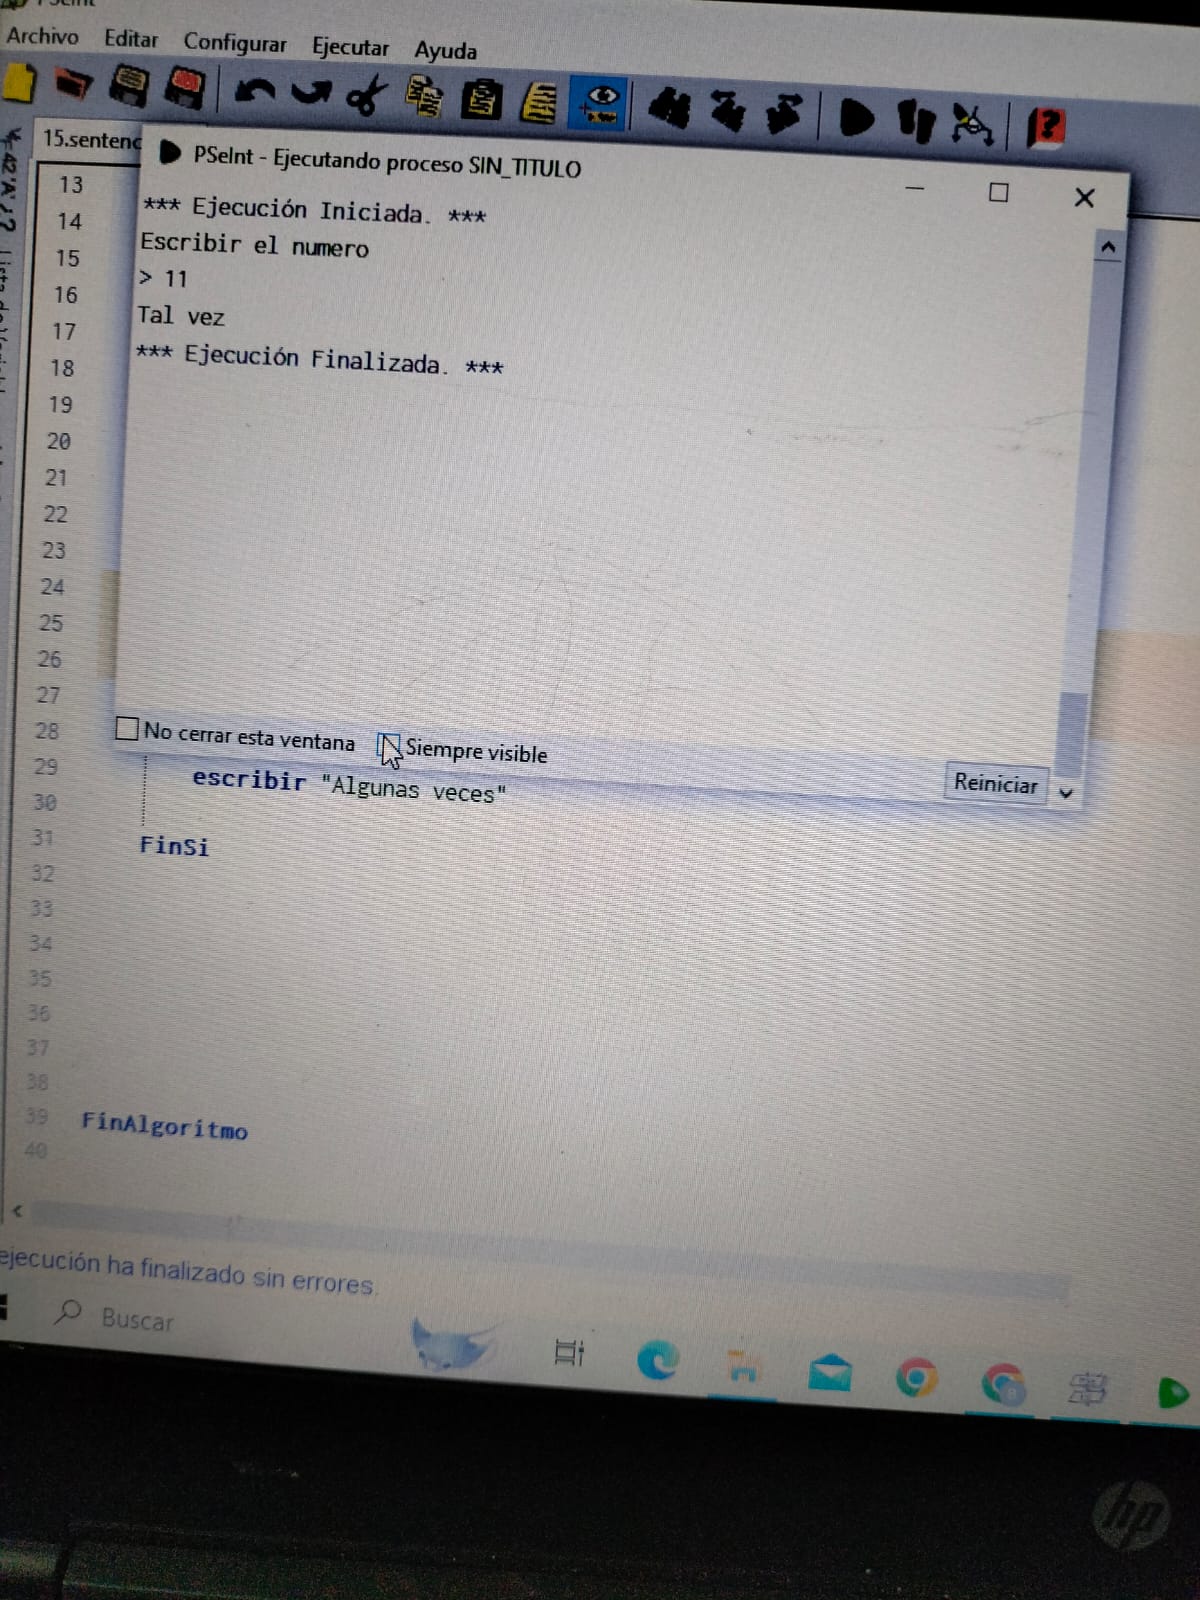 PSeInt
Archivo Editar Configurar Ejecutar Ayuda
15.sentenc
PSeInt - Ejecutando proceso SIN_TITULO
*** Ejecución Iniciada. ***
Escribir el numero
> 11
Tal vez
*** Ejecución Finalizada. ***
13
14
15
16
17
18
19
20
21
22
23
24
25
26
27
28
No cerrar esta ventana Siempre visible
Reiniciar
29 escribir "Algunas veces"
30
31 FinSi
32
33
34
35
36
37
38
39 FinAlgoritmo
40
ejecución ha finalizado sin errores.
Buscar
hp